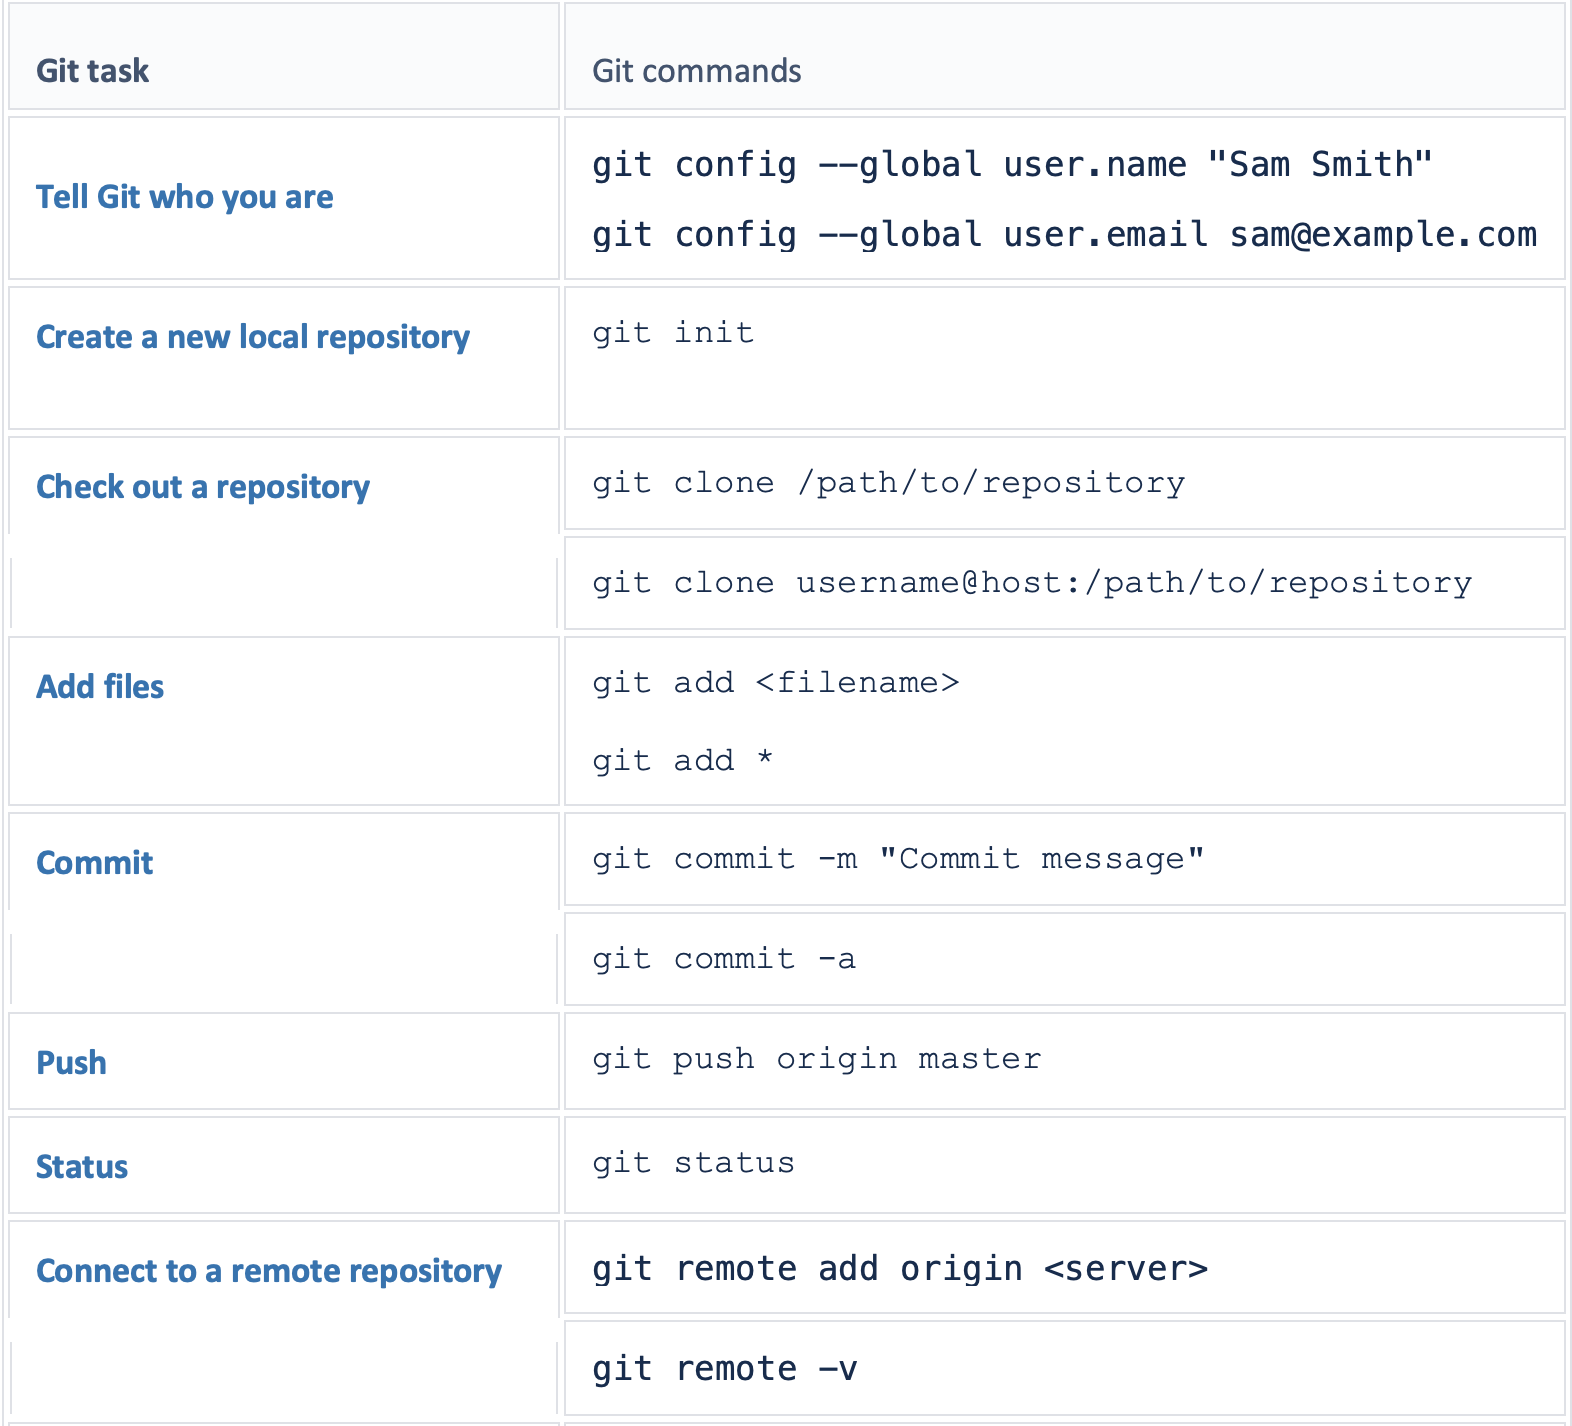 Git task
Git commands
Tell Git who you are
git config --global user.name "Sam Smith"
git config --global user.email sam@example.com
Create a new local repository
git init
Check out a repository
git clone /path/to/repository
git clone username@host:/path/to/repository
Add files
git add <filename>
git add *
Commit
git commit -m "Commit message"
git commit -a
Push
git push origin master
Status
git status
Connect to a remote repository
git remote add origin <server>
git remote -v